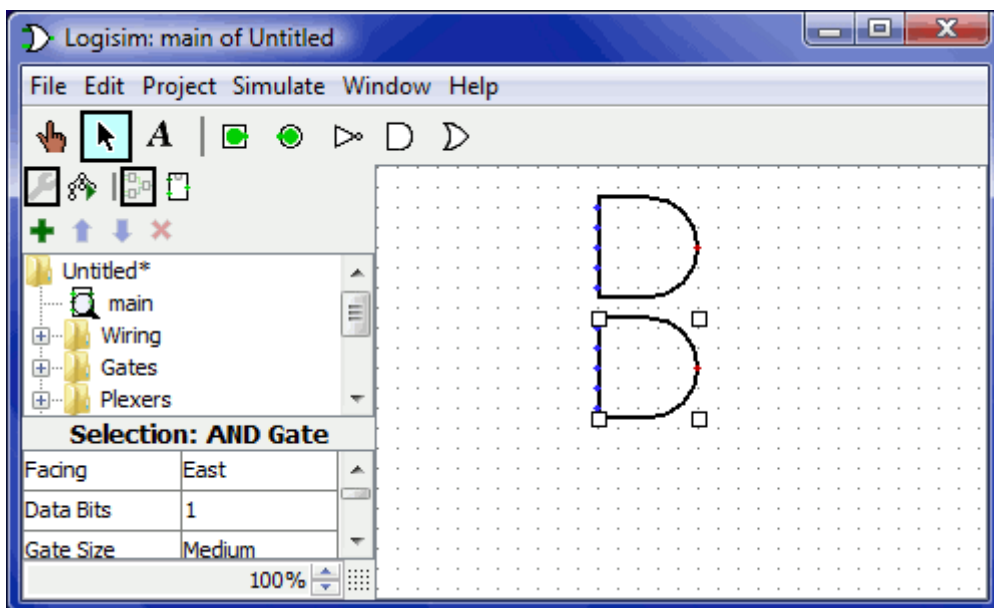 Logisim: main of Untitled
File Edit Project Simulate Window Help
A
Untitled*
main
Wiring
Gates
Plexers
Selection: AND Gate
Facing East
Data Bits 1
Gate Size Medium
100%